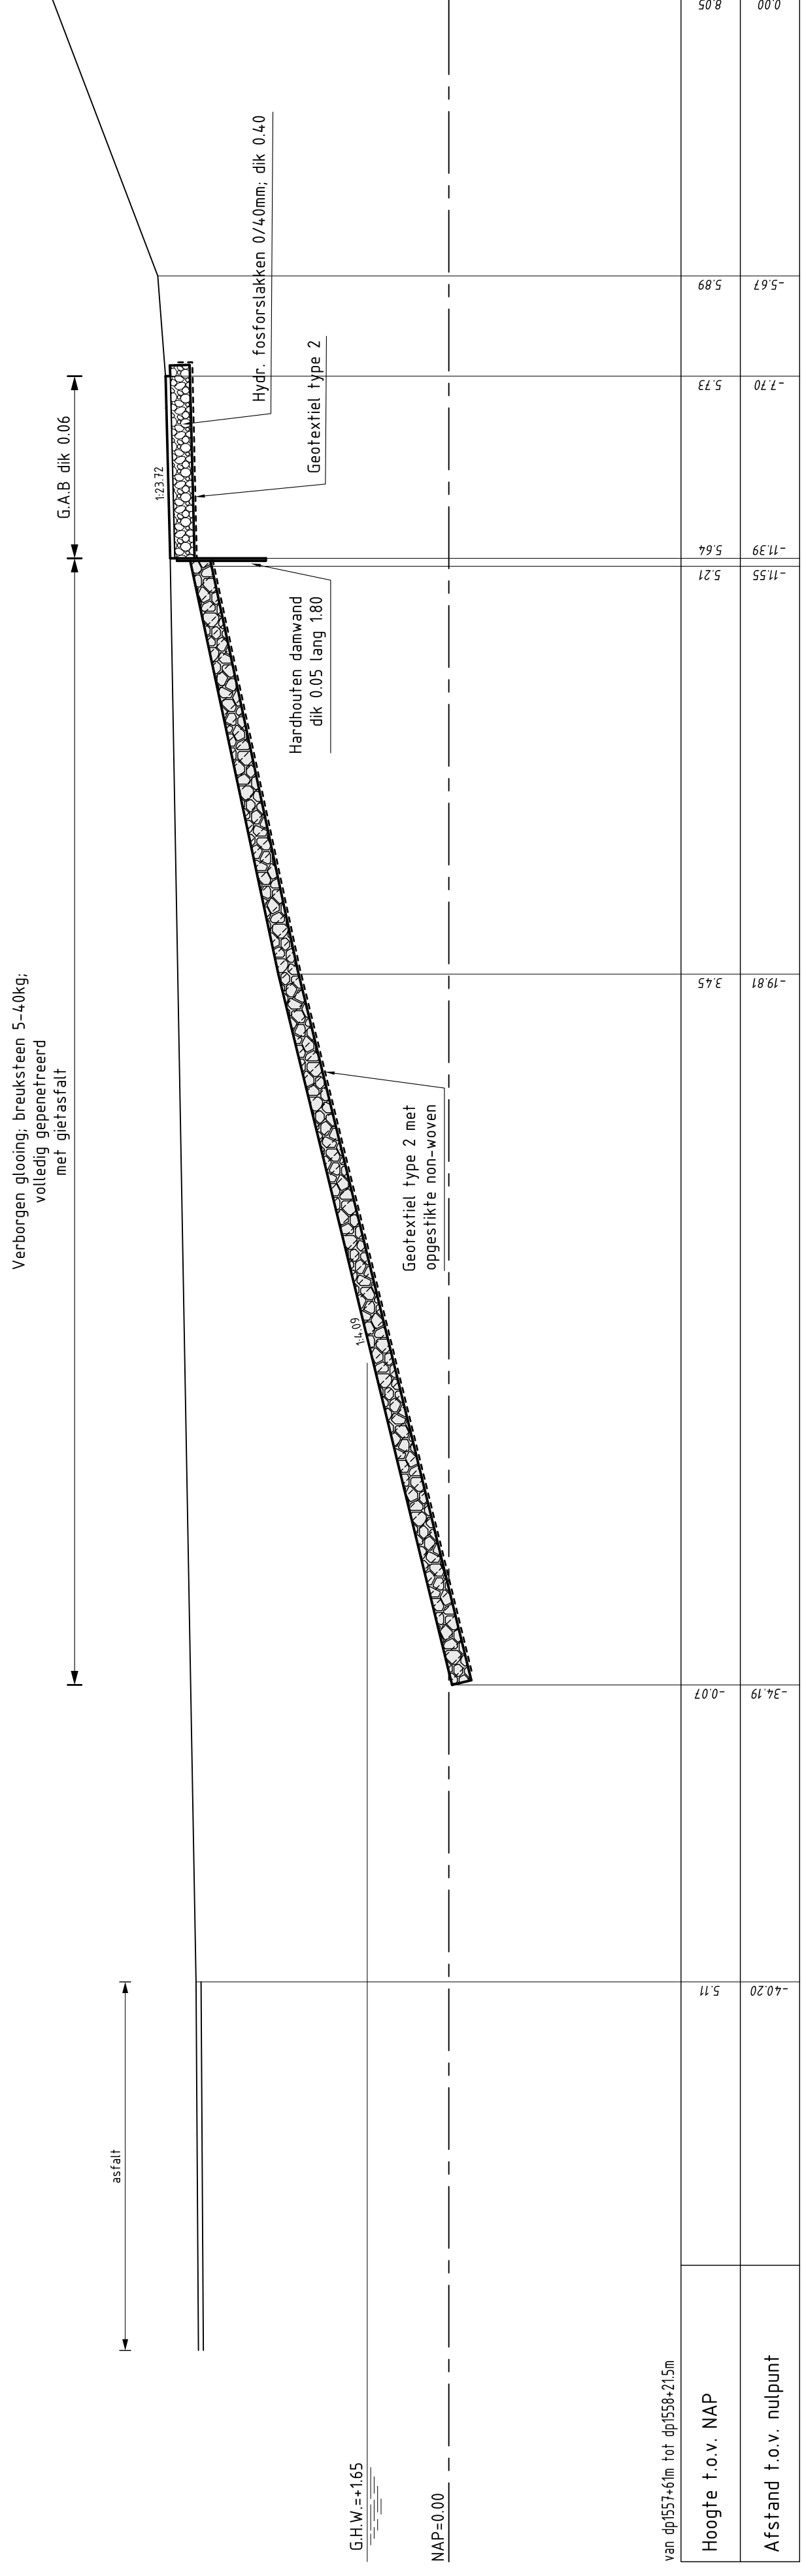 Verborgen glooiing; breuksteen 5-40kg;
volledig gepenetreerd
met gietasfalt
G.A.B dik 0.06
asfalt
1:23.72
Hydr. fosforslakken 0/40mm; dik 0.40
Geotextiel type 2
Hardhouten damwand
dik 0.05 lang 1.80
1:4.09
Geotextiel type 2 met
opgestikte non-woven
G.H.W.=+1.65
NAP=0.00
van dp1557+61m tot dp1558+21.5m
Hoogte t.o.v. NAP
5.11
-0.07
3.45
5.21
5.64
5.73
5.89
8.05
Afstand t.o.v. nulpunt
-40.20
-34.19
-19.81
-11.55
-11.39
-7.70
-5.67
0.00